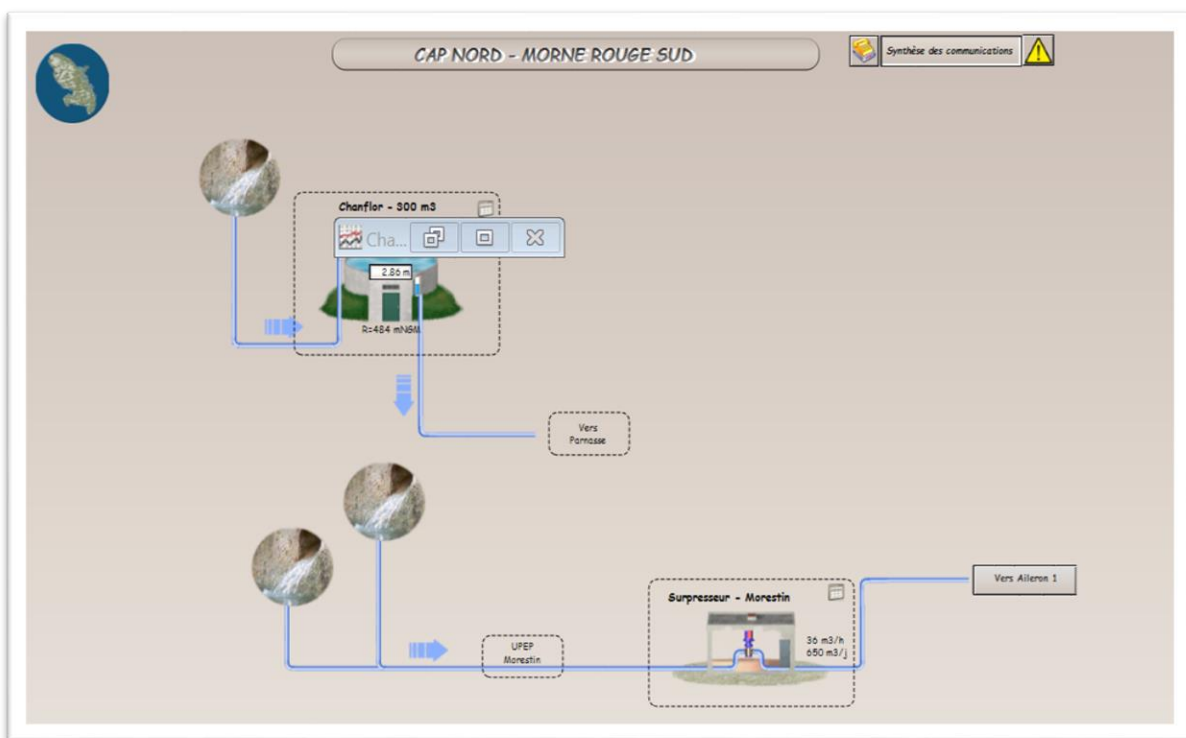 CAP NORD - MORNE ROUGE SUD
Synthèse des communications
Chanflor - 300 m3
Cha...
2.86 m
R=484 mNGM
Vers
Parnasse
UPEP
Morestin
Surpresseur - Morestin
36 m3/h
650 m3/j
Vers Aileron 1